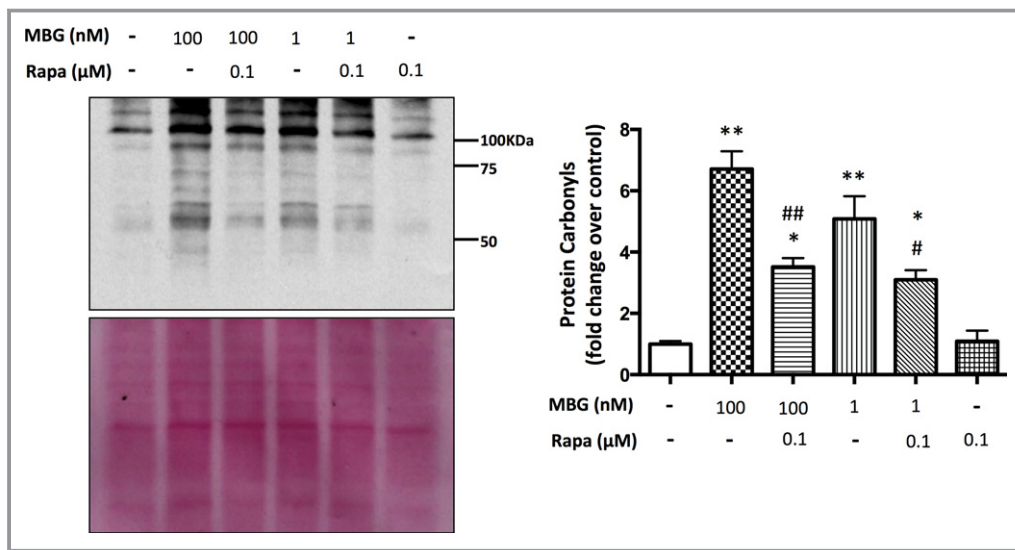 MBG (nM) - 100 100 1 1 -
Rapa (µM) - - 0.1 - 0.1 0.1
100KDa
75
50
Protein Carbonyls
(fold change over control)
8
6
4
2
0
**
##
*
**
*
#
MBG (nM) - 100 100 1 1 -
Rapa (µM) - - 0.1 - 0.1 0.1